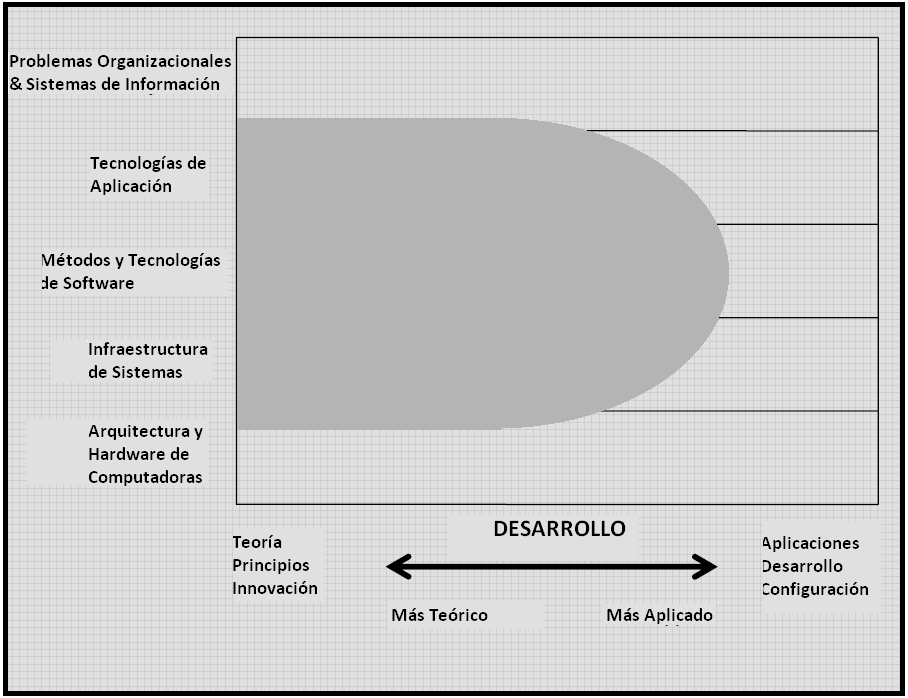 Problemas Organizacionales
& Sistemas de Información
Tecnologías de
Aplicación
Métodos y Tecnologías
de Software
Infraestructura
de Sistemas
Arquitectura y
Hardware de
Computadoras
DESARROLLO
Teoría
Principios
Innovación
Aplicaciones
Desarrollo
Configuración
Más Teórico
Más Aplicado